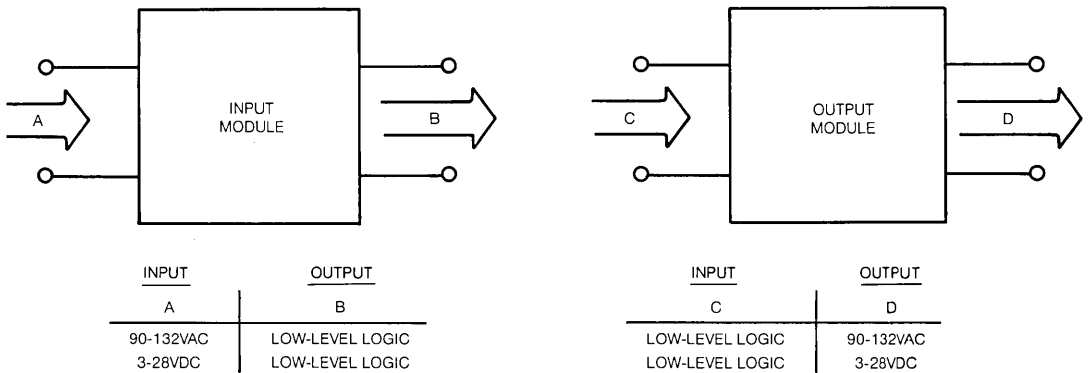 A
INPUT
MODULE
B
C
OUTPUT
MODULE
D
INPUT OUTPUT
A B
90-132VAC LOW-LEVEL LOGIC
3-28VDC LOW-LEVEL LOGIC
INPUT OUTPUT
C D
LOW-LEVEL LOGIC 90-132VAC
LOW-LEVEL LOGIC 3-28VDC